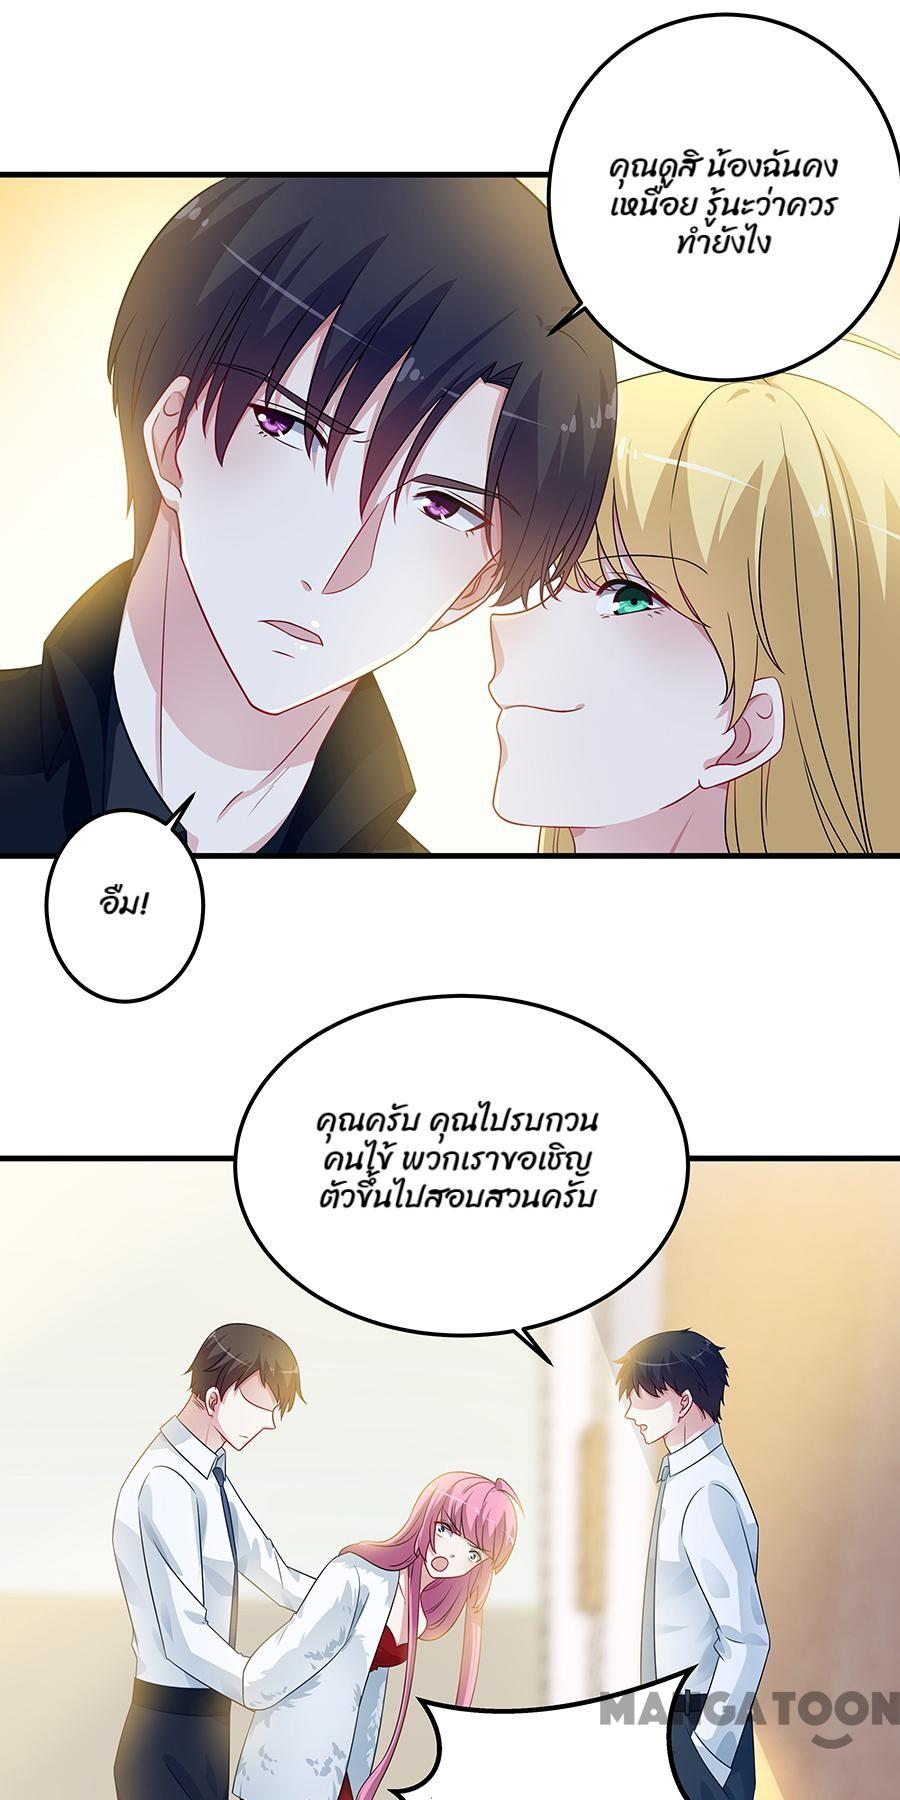 คุณดูสิ น้องฉันคง
เหนื่อย รู้นะว่าควร
ทำยังไง
อืม!
คุณครับ คุณไปรบกวน
คนไข้ พวกเราขอเชิญ
ตัวขึ้นไปสอบสวนครับ
MANGATOON